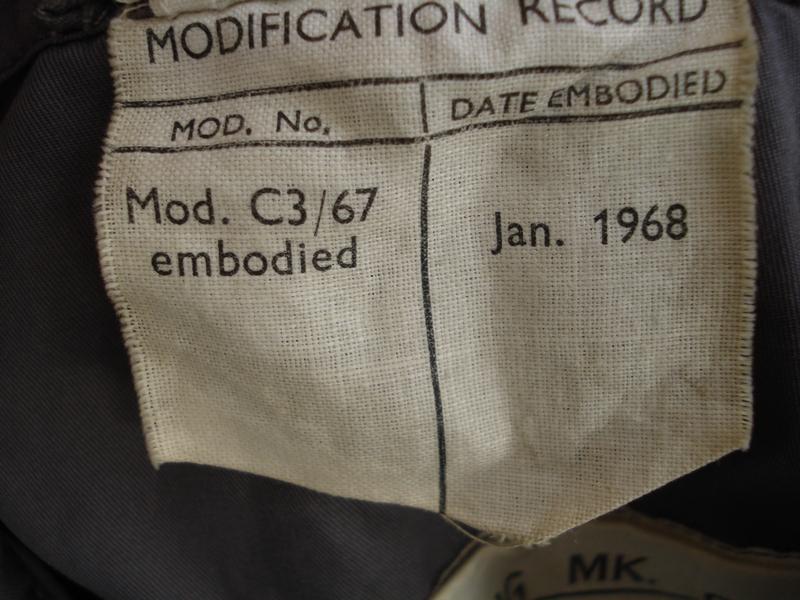 MODIFICATION RECORD
MOD. No. DATE EMBODIED
Mod. C3/67 Jan. 1968
embodied
MK.